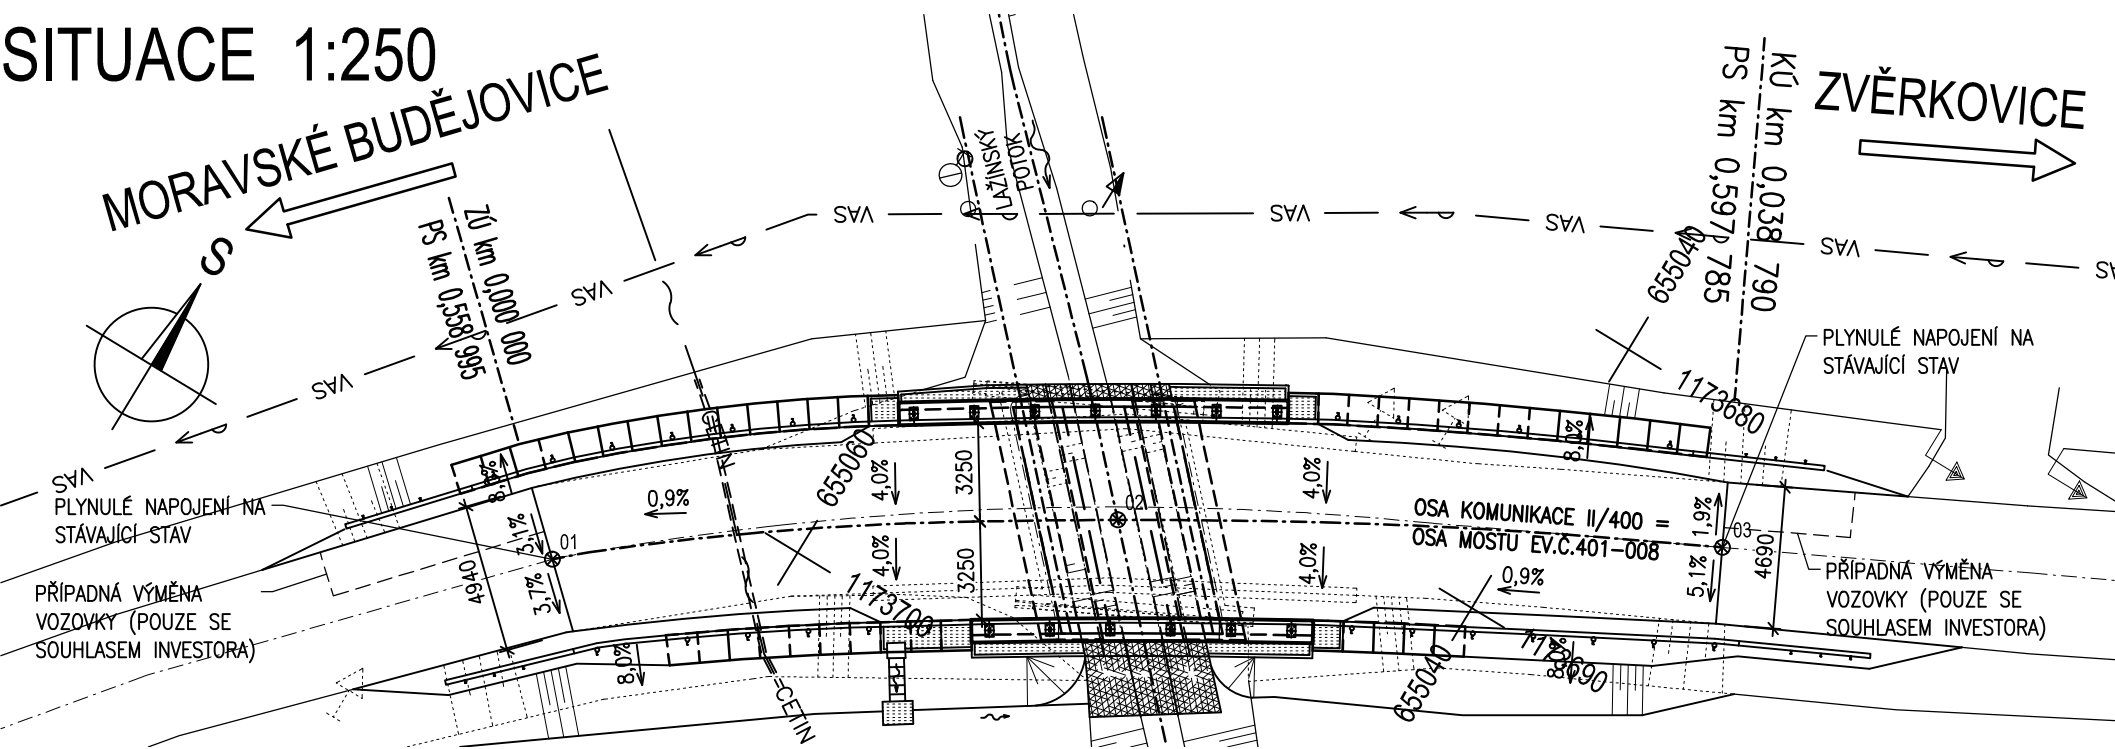 SITUACE 1:250
MORAVSKÉ BUDĚJOVICE
ZVĚRKOVICE
S
ZÚ km 0,000 000
PS km 0,558 995
KÚ km 0,038 790
PS km 0,597 785
LAŽÍNSKÝ
POTOK
VAS
VAS
VAS
VAS
VAS
VAS
VAS
655040
1173680
PLYNULÉ NAPOJENÍ NA
STÁVAJÍCÍ STAV
PLYNULÉ NAPOJENÍ NA
STÁVAJÍCÍ STAV
PŘÍPADNÁ VÝMĚNA
VOZOVKY (POUZE SE
SOUHLASEM INVESTORA)
PŘÍPADNÁ VÝMĚNA
VOZOVKY (POUZE SE
SOUHLASEM INVESTORA)
OSA KOMUNIKACE II/400 =
OSA MOSTU EV.Č.401-008
655060
1173700
655040
1173690
01
02
03
0,9%
0,9%
4,0%
4,0%
4,0%
4,0%
3250
3250
4940
4690
3,1%
3,7%
1,9%
5,1%
8,0%
8,0%
CETIN